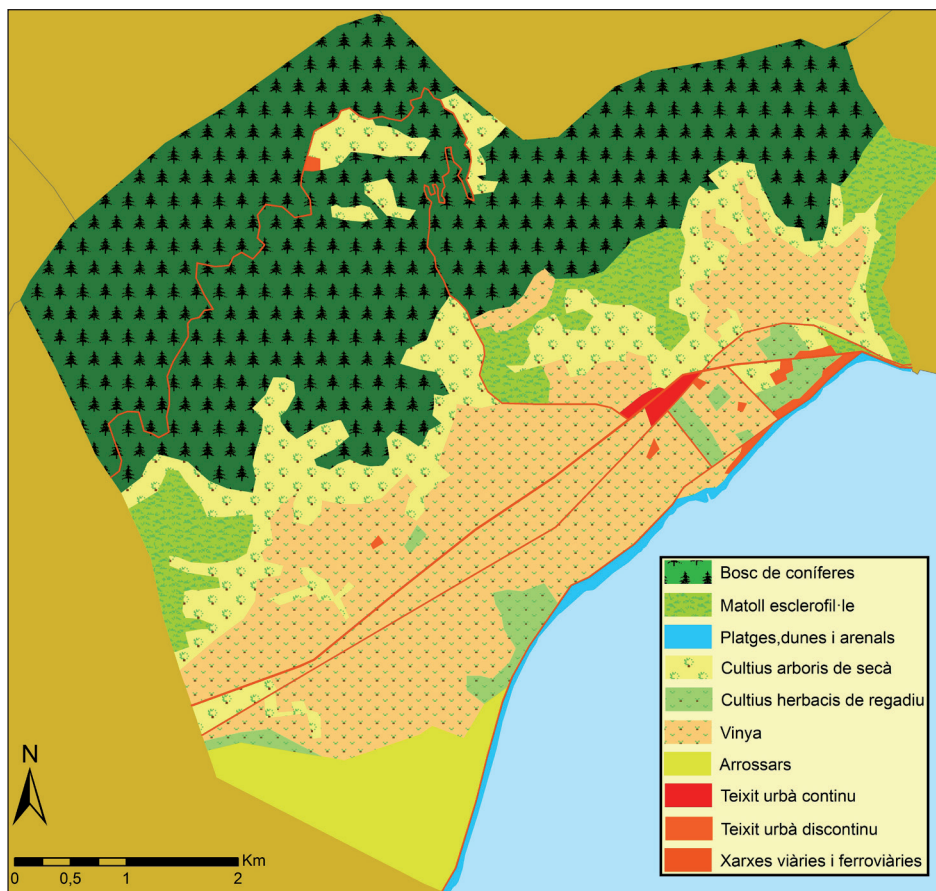 Bosc de coníferes
Matoll esclerofil·le
Platges,dunes i arenals
Cultius arboris de secà
Cultius herbacis de regadiu
Vinya
Arrossars
Teixit urbà continu
Teixit urbà discontinu
Xarxes viàries i ferroviàries
N
Km
0 0,5 1 2